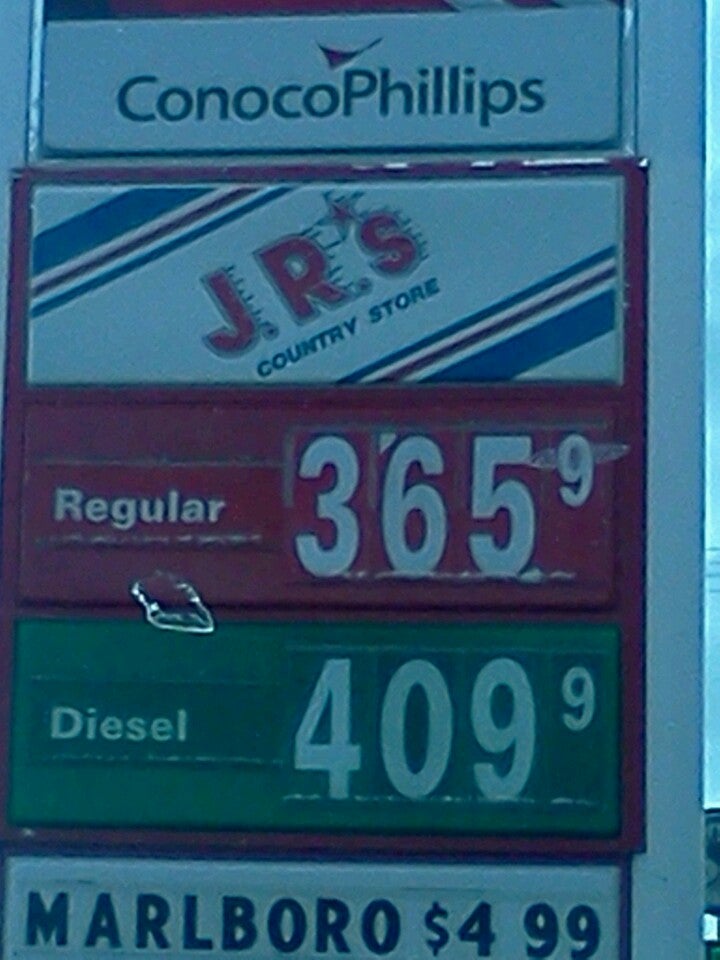 ConocoPhillips
J.R.'s
COUNTRY STORE
Regular 365 9
Diesel 409 9
MARLBORO $4 99